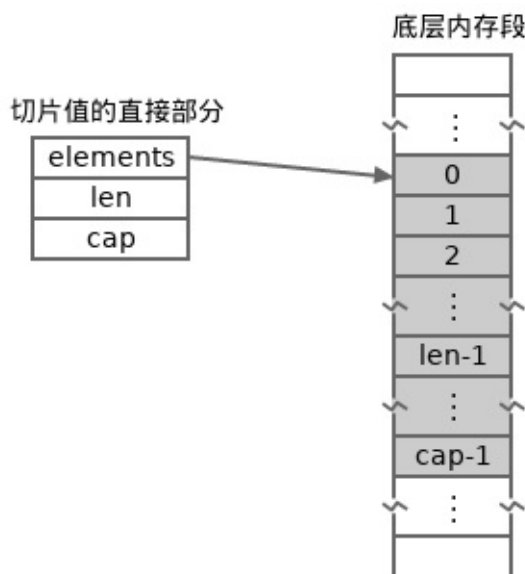 底层内存段
切片值的直接部分
elements
len
cap
⋮
0
1
2
⋮
len-1
⋮
cap-1
⋮